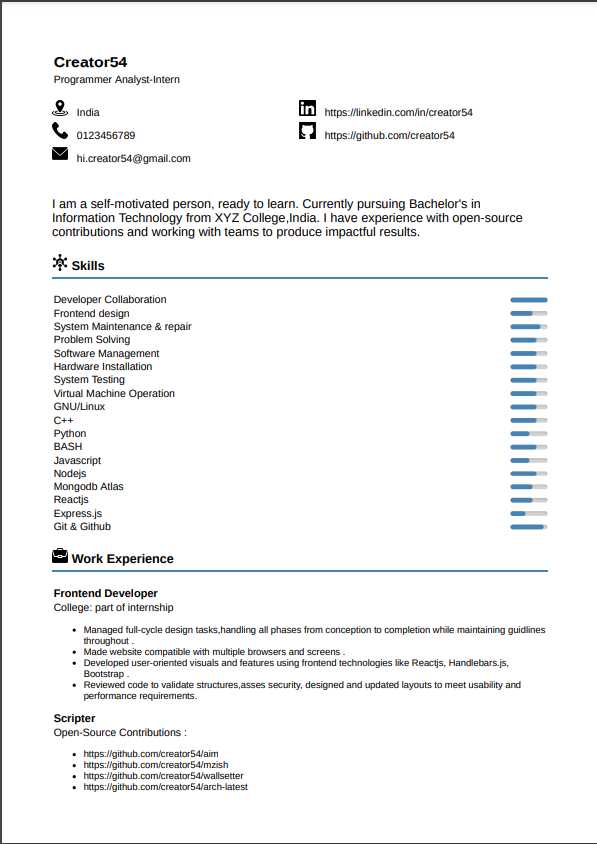 Creator54
Programmer Analyst-Intern
India
https://linkedin.com/in/creator54
0123456789
https://github.com/creator54
hi.creator54@gmail.com
I am a self-motivated person, ready to learn. Currently pursuing Bachelor's in
Information Technology from XYZ College,India. I have experience with open-source
contributions and working with teams to produce impactful results.
Skills
Developer Collaboration
Frontend design
System Maintenance & repair
Problem Solving
Software Management
Hardware Installation
System Testing
Virtual Machine Operation
GNU/Linux
C++
Python
BASH
Javascript
Nodejs
Mongodb Atlas
Reactjs
Express.js
Git & Github
Work Experience
Frontend Developer
College: part of internship
• Managed full-cycle design tasks,handling all phases from conception to completion while maintaining guidlines
throughout .
• Made website compatible with multiple browsers and screens .
• Developed user-oriented visuals and features using frontend technologies like Reactjs, Handlebars.js,
Bootstrap .
• Reviewed code to validate structures,asses security, designed and updated layouts to meet usability and
performance requirements.
Scripter
Open-Source Contributions :
• https://github.com/creator54/aim
• https://github.com/creator54/mzish
• https://github.com/creator54/wallsetter
• https://github.com/creator54/arch-latest